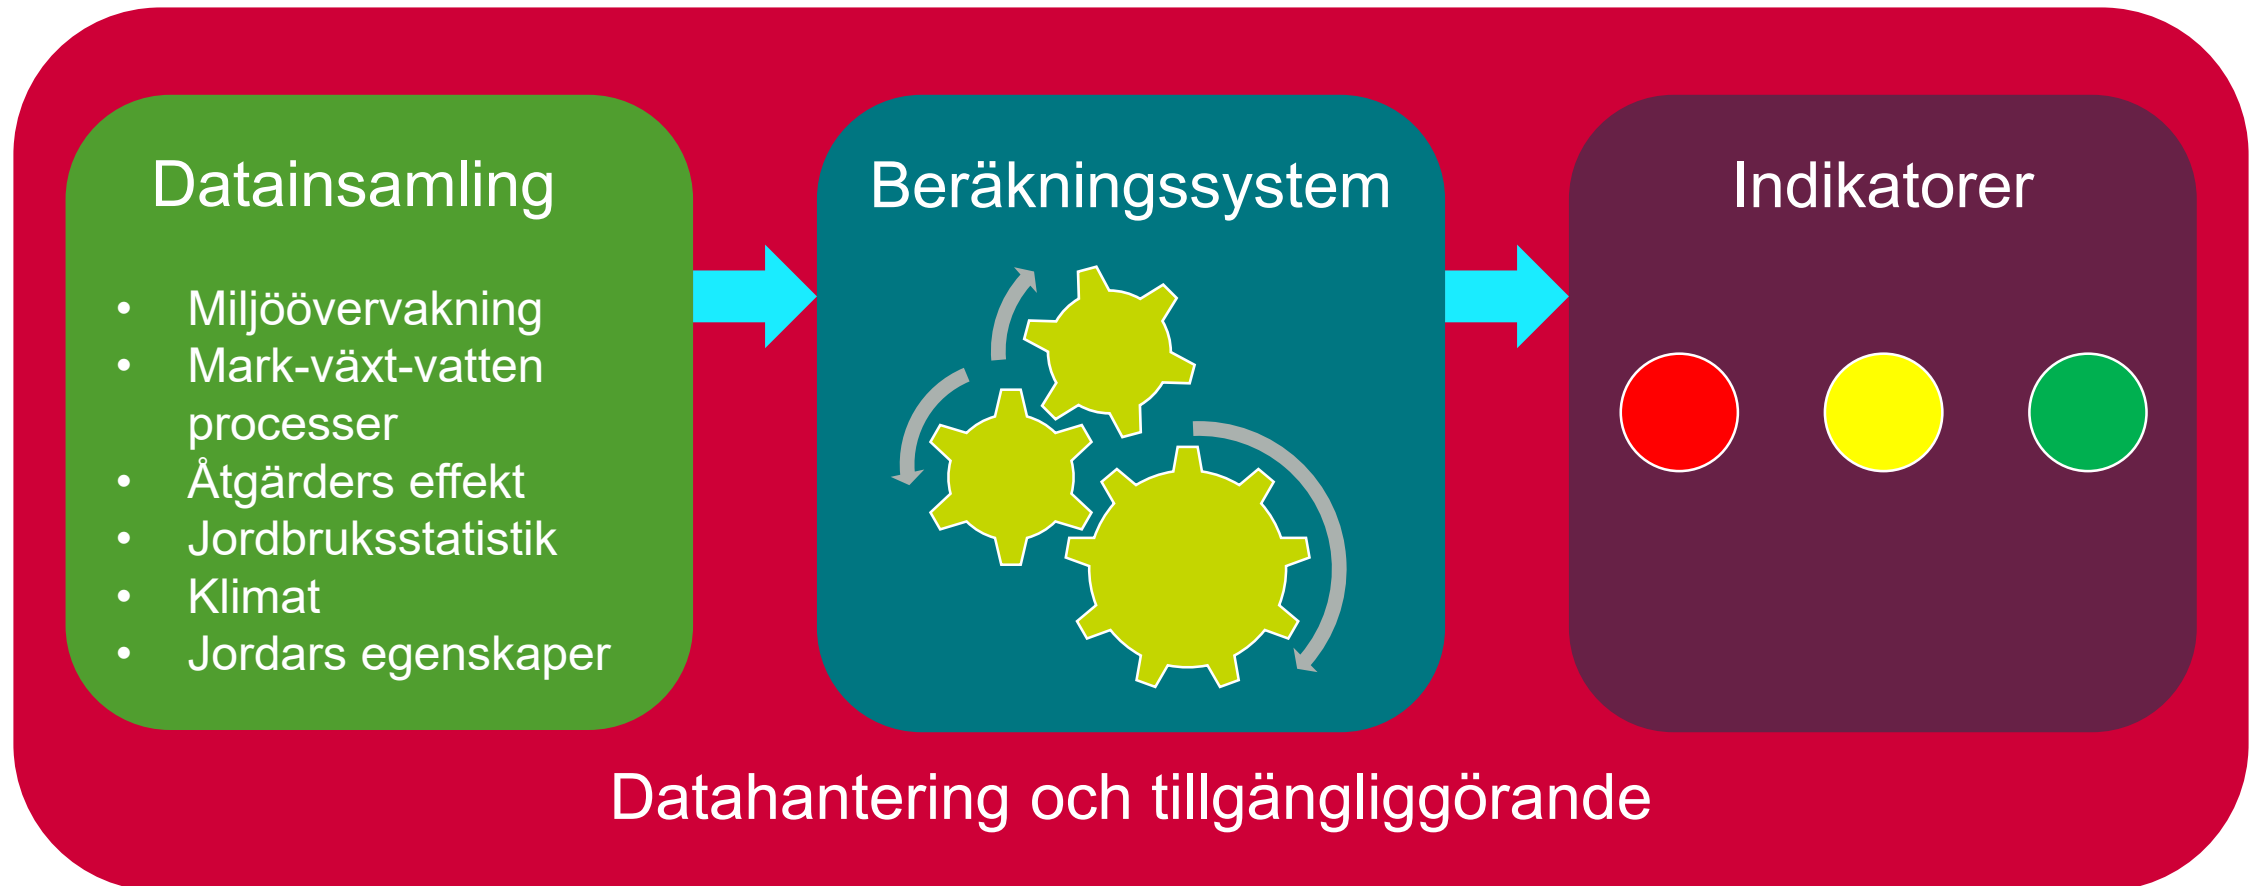 Datainsamling
• Miljöövervakning
• Mark-växt-vatten
processer
• Åtgärders effekt
• Jordbruksstatistik
• Klimat
• Jordars egenskaper
Beräkningssystem
Indikatorer
Datahantering och tillgängliggörande